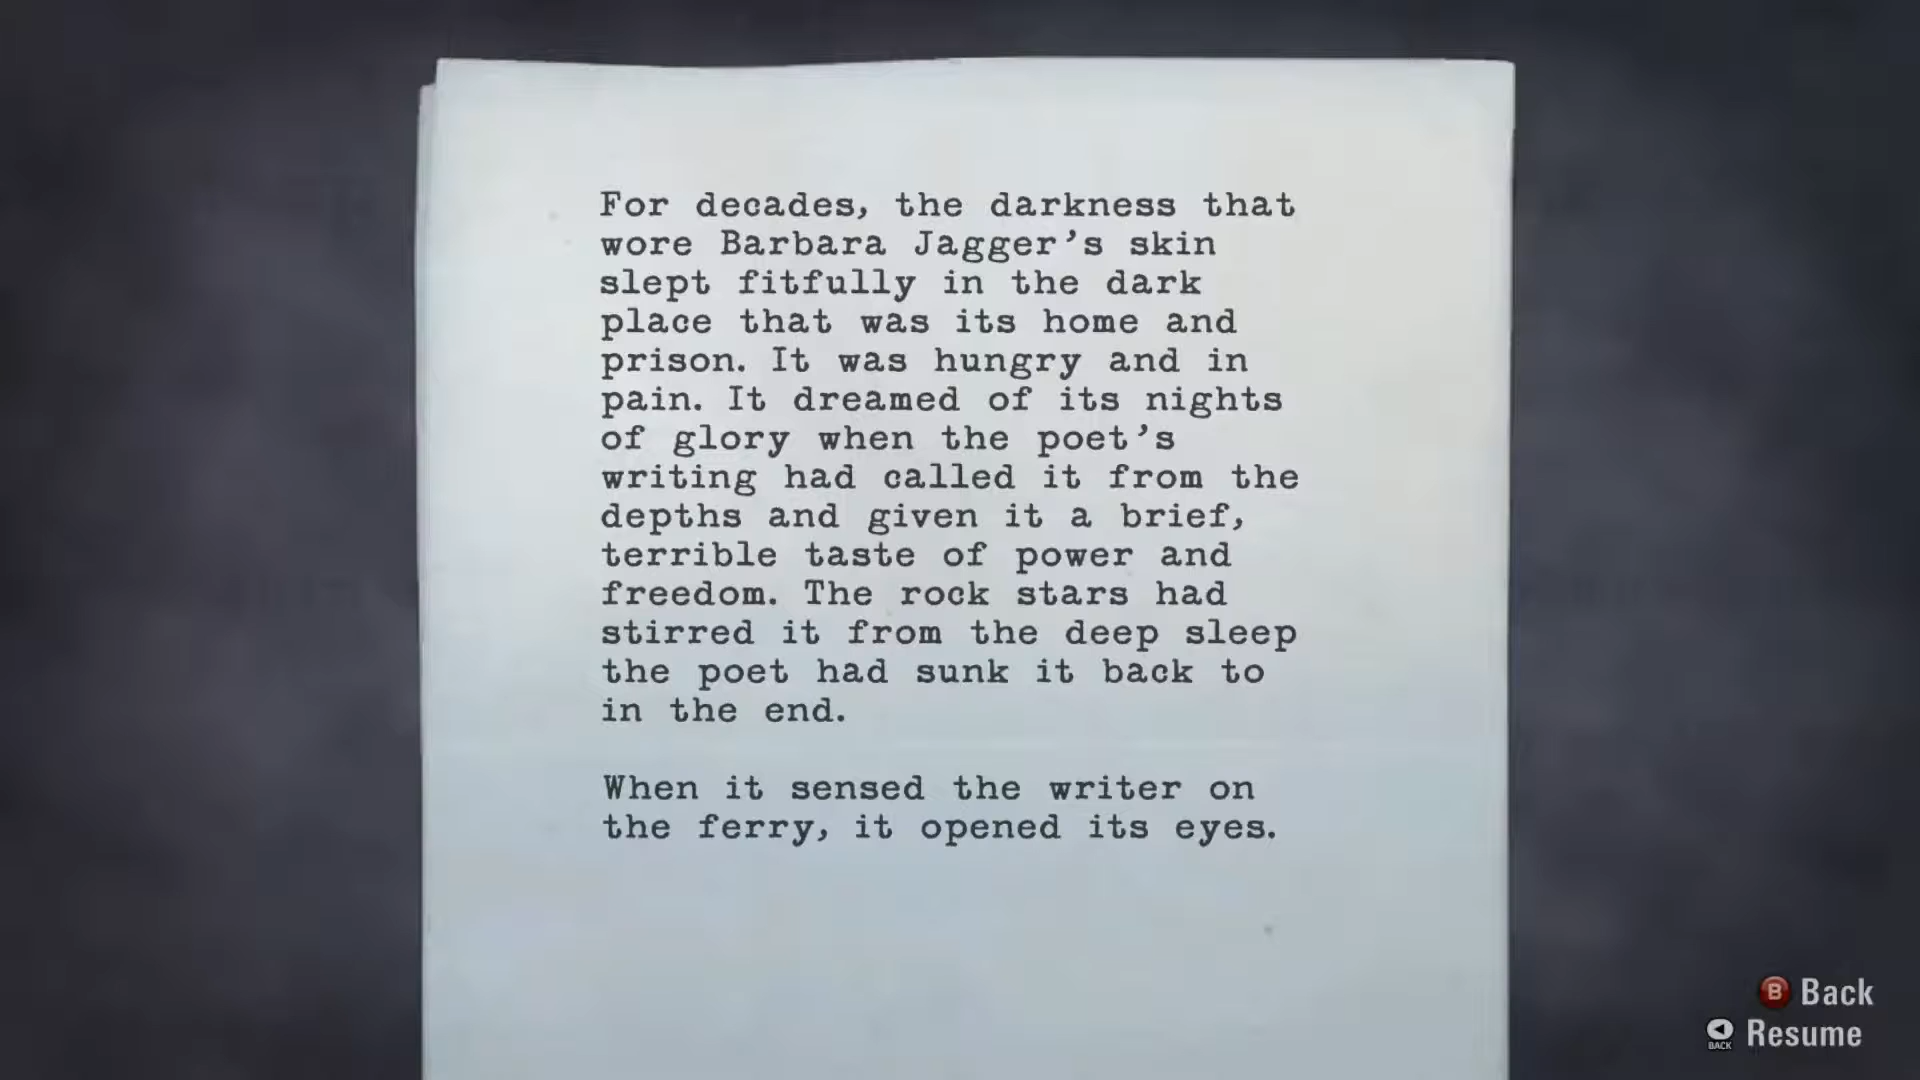 For decades, the darkness that
wore Barbara Jagger’s skin
slept fitfully in the dark
place that was its home and
prison. It was hungry and in
pain. It dreamed of its nights
of glory when the poet’s
writing had called it from the
depths and given it a brief,
terrible taste of power and
freedom. The rock stars had
stirred it from the deep sleep
the poet had sunk it back to
in the end.
When it sensed the writer on
the ferry, it opened its eyes.
B Back
BACK Resume